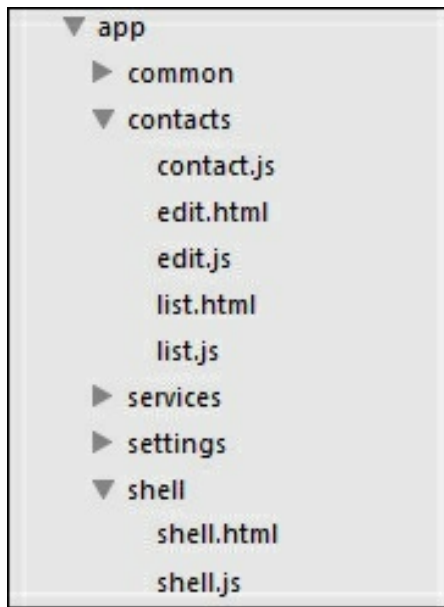 app
common
contacts
contact.js
edit.html
edit.js
list.html
list.js
services
settings
shell
shell.html
shell.js